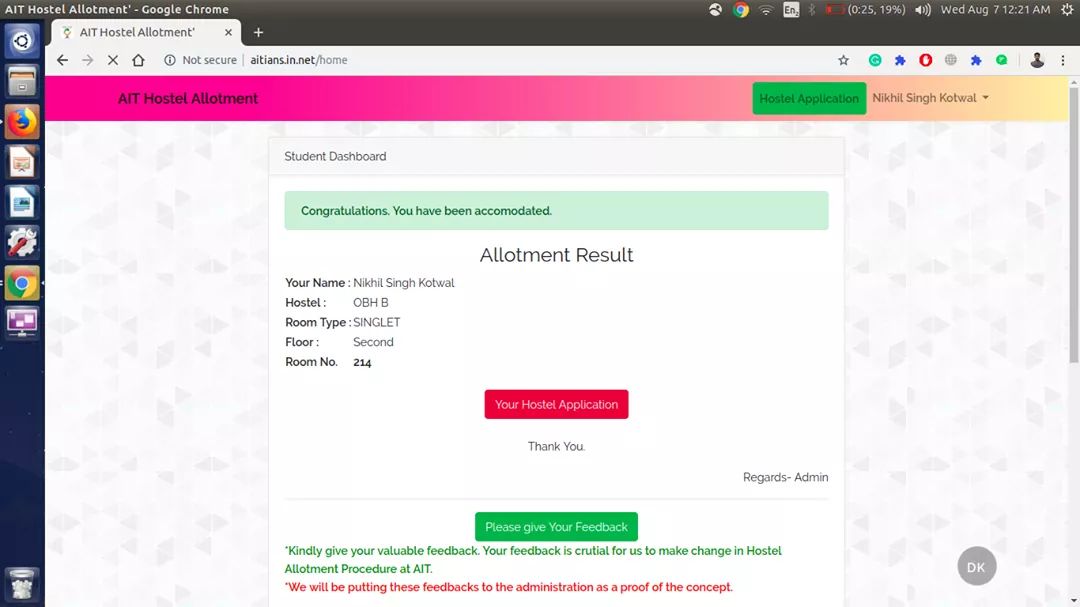 AIT Hostel Allotment' - Google Chrome
En2 (0:25, 19%) Wed Aug 7 12:21 AM
AIT Hostel Allotment'
Not secure aitians.in.net/home
AIT Hostel Allotment Hostel Application Nikhil Singh Kotwal
Student Dashboard
Congratulations. You have been accomodated.
Allotment Result
Your Name : Nikhil Singh Kotwal
Hostel : OBH B
Room Type : SINGLET
Floor : Second
Room No. 214
Your Hostel Application
Thank You.
Regards- Admin
Please give Your Feedback
*Kindly give your valuable feedback. Your feedback is crutial for us to make change in Hostel
Allotment Procedure at AIT.
*We will be putting these feedbacks to the administration as a proof of the concept.
DK